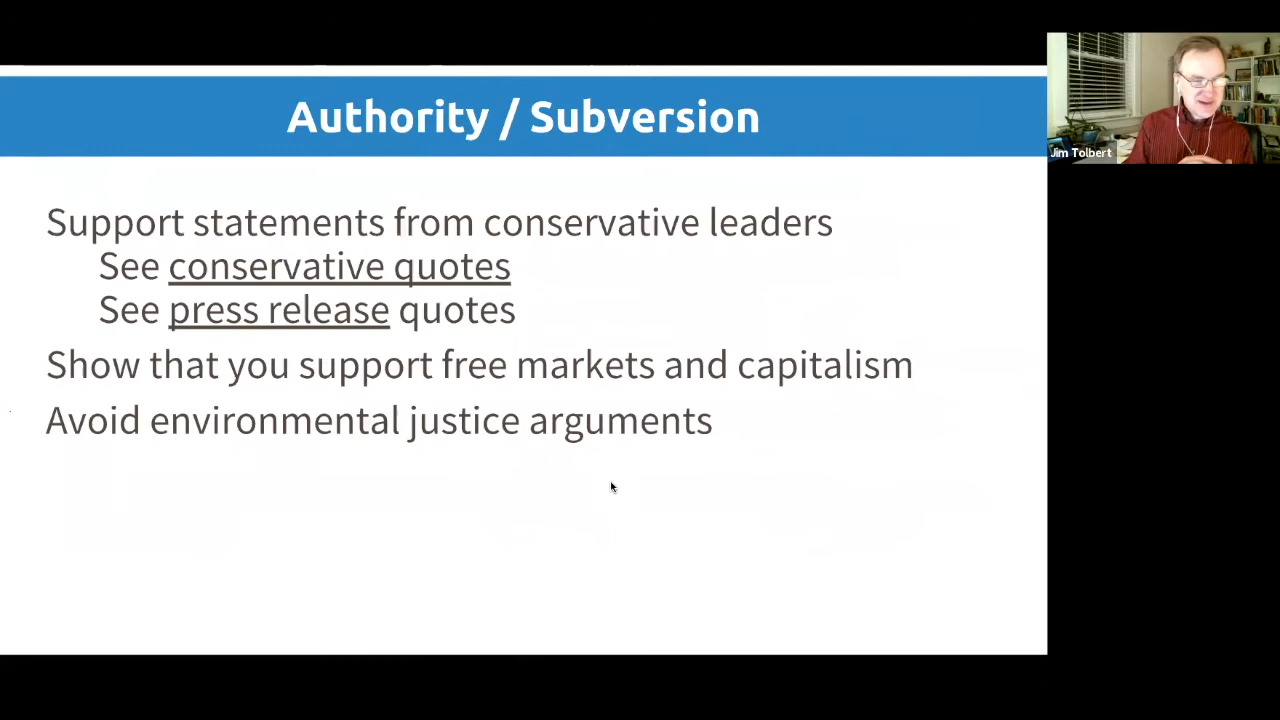 Authority / Subversion
Support statements from conservative leaders
See conservative quotes
See press release quotes
Show that you support free markets and capitalism
Avoid environmental justice arguments
Jim Tolbert